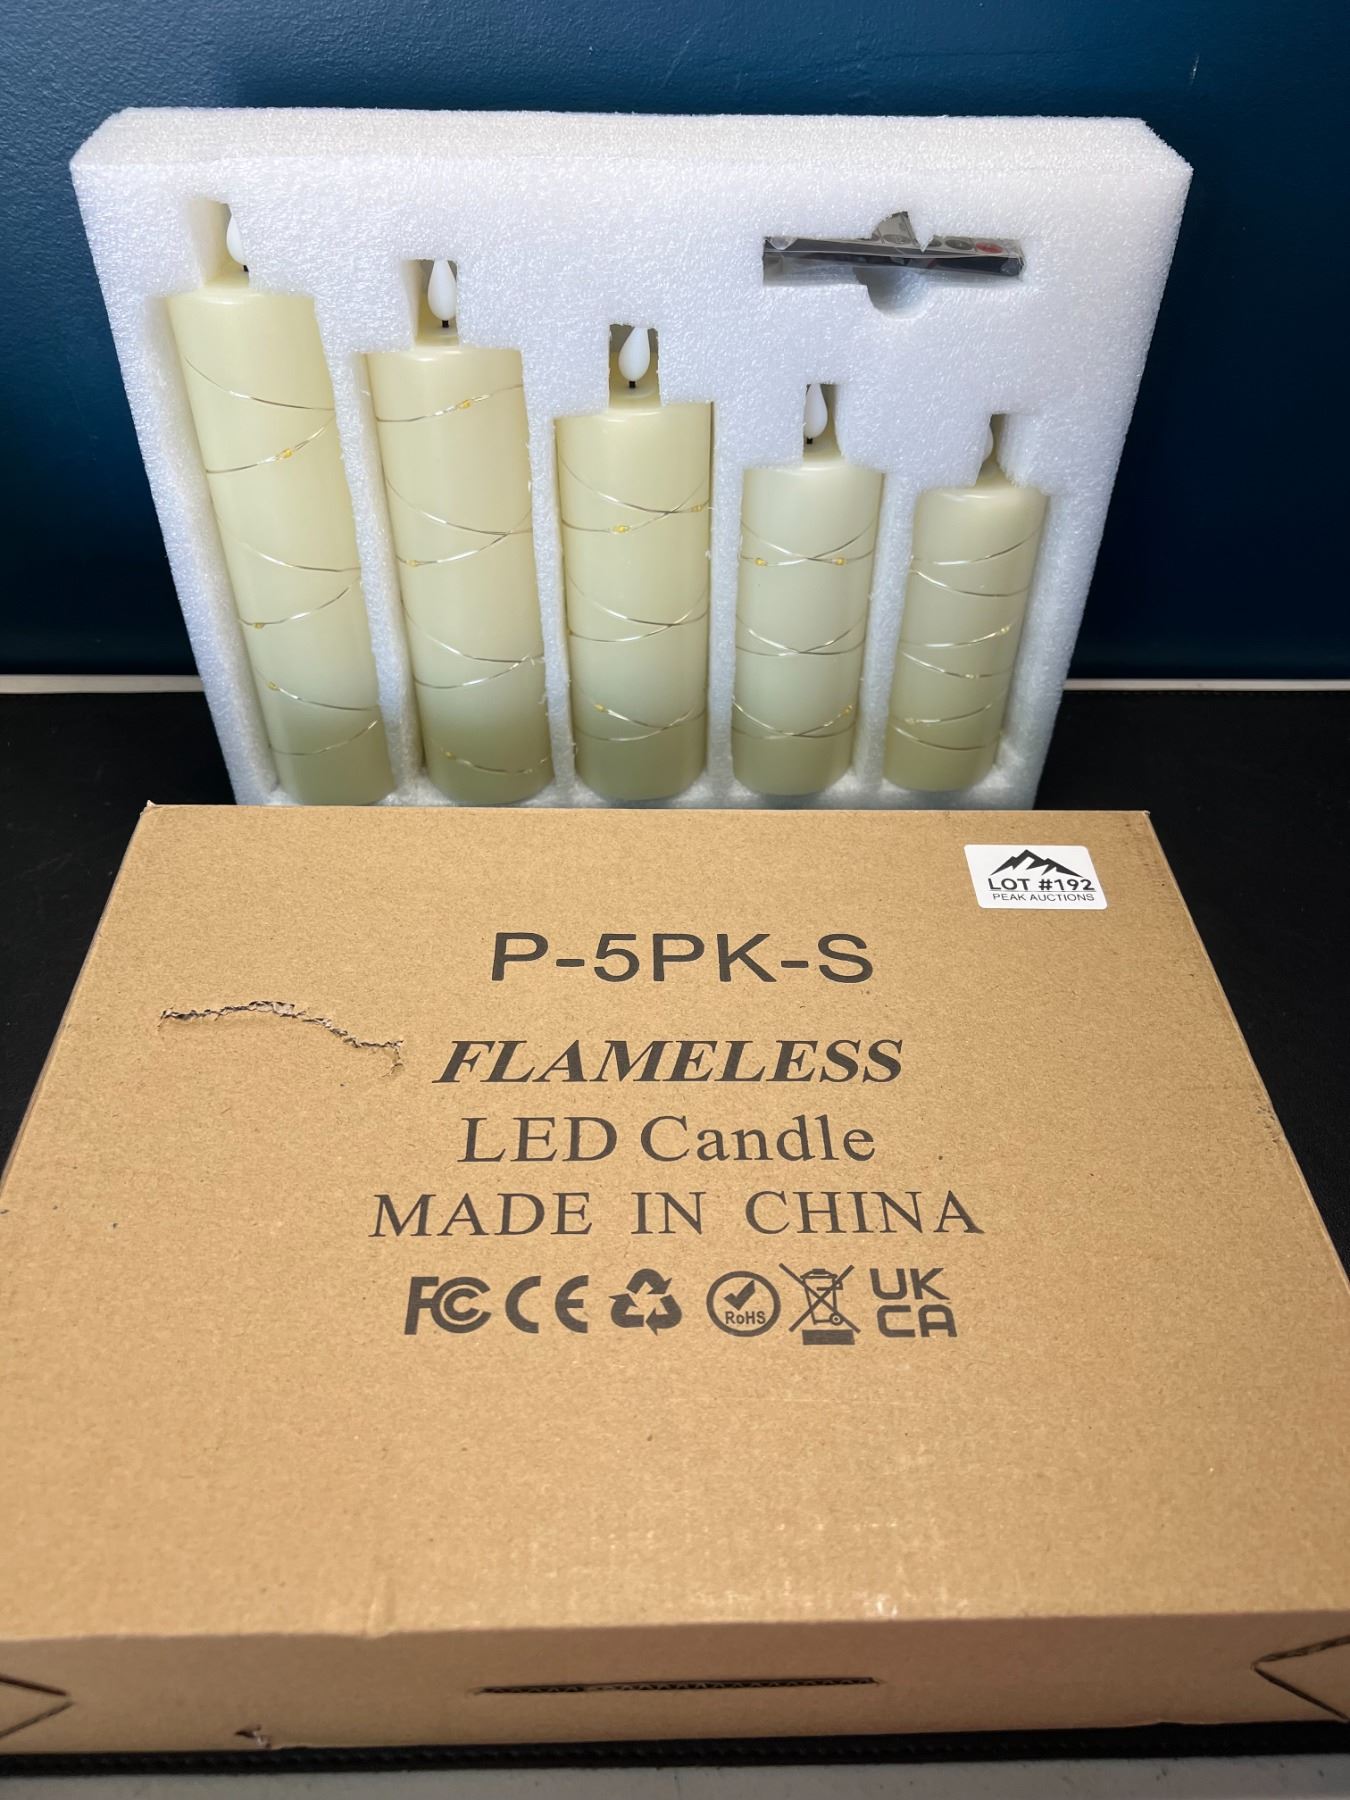 LOT #192
PEAK AUCTIONS
P-5PK-S
FLAMELESS
LED Candle
MADE IN CHINA
FC CE RoHS UK
CA